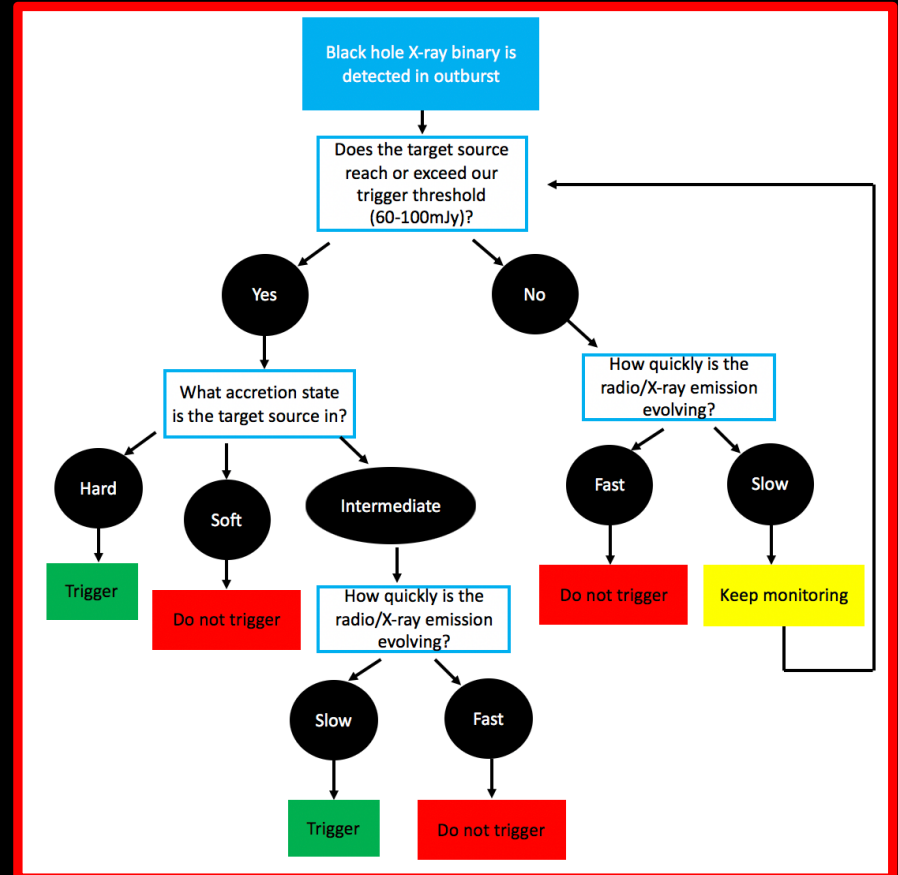 Black hole X-ray binary is
detected in outburst
Does the target source
reach or exceed our
trigger threshold
(60-100mJy)?
Yes
No
What accretion state
is the target source in?
How quickly is the
radio/X-ray emission
evolving?
Hard
Soft
Intermediate
Fast
Slow
Trigger
Do not trigger
How quickly is the
radio/X-ray emission
evolving?
Do not trigger
Keep monitoring
Slow
Fast
Trigger
Do not trigger